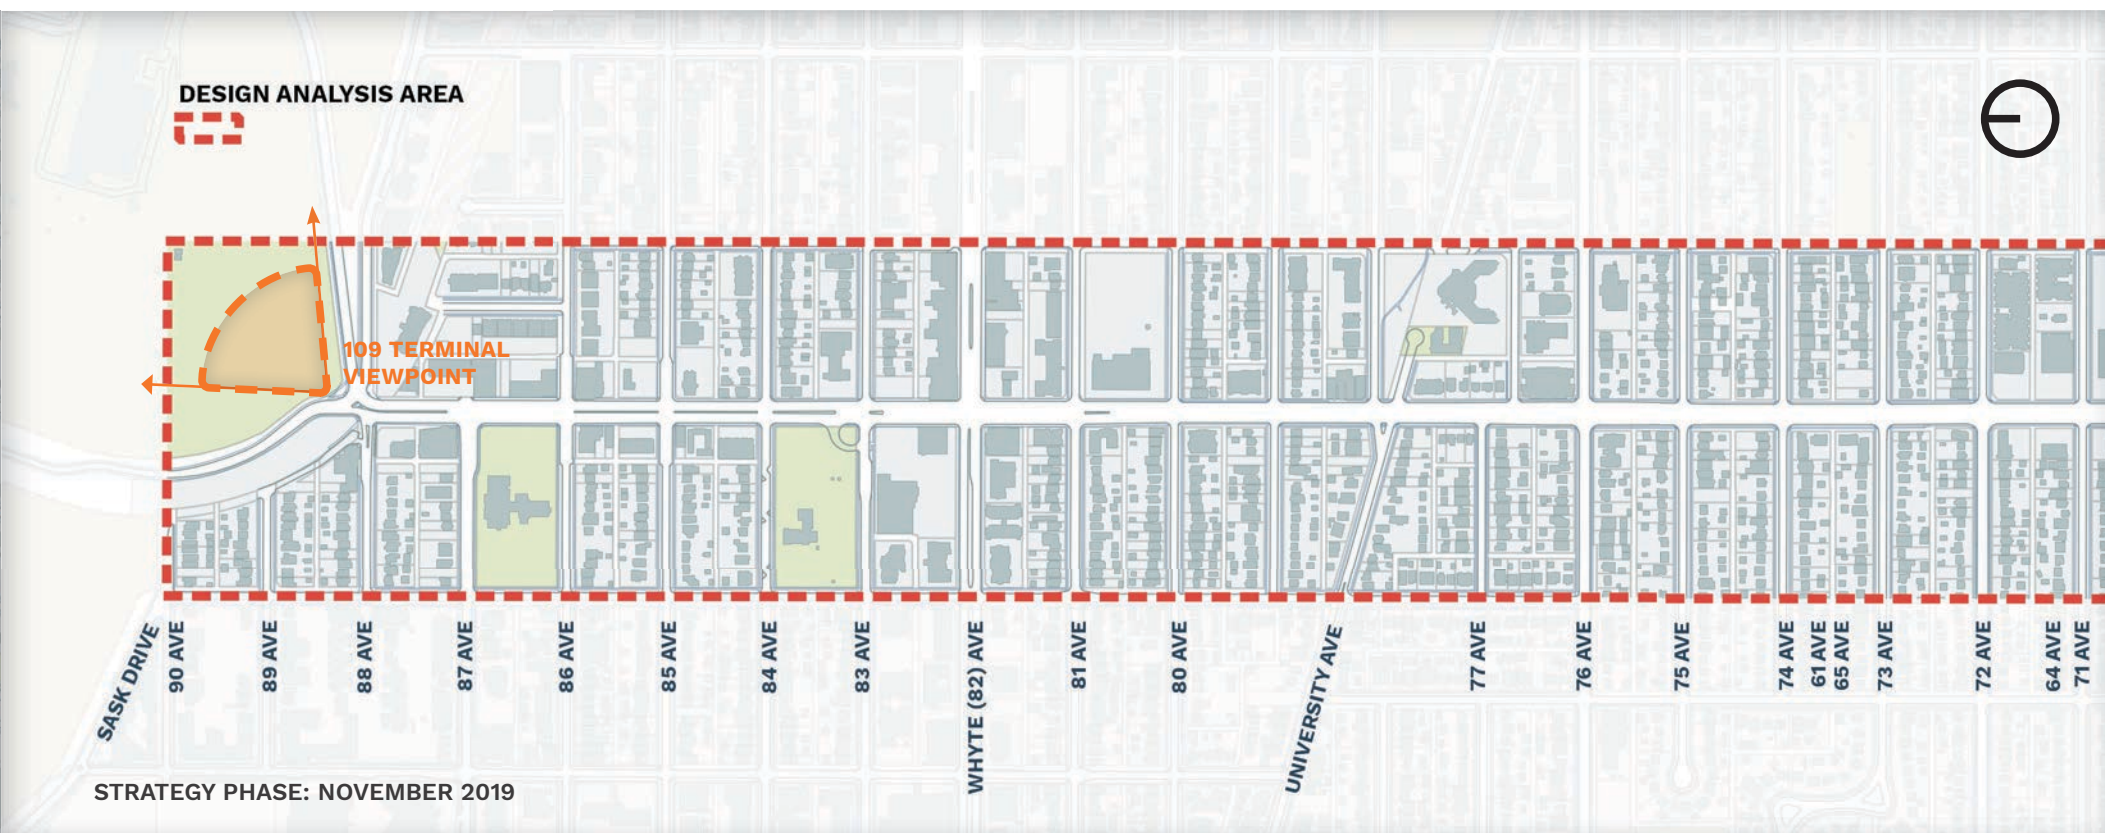 DESIGN ANALYSIS AREA
109 TERMINAL
VIEWPOINT
SASK DRIVE
90 AVE
89 AVE
88 AVE
87 AVE
86 AVE
85 AVE
84 AVE
83 AVE
WHYTE (82) AVE
81 AVE
80 AVE
UNIVERSITY AVE
77 AVE
76 AVE
75 AVE
74 AVE
61 AVE
65 AVE
73 AVE
72 AVE
64 AVE
71 AVE
STRATEGY PHASE: NOVEMBER 2019